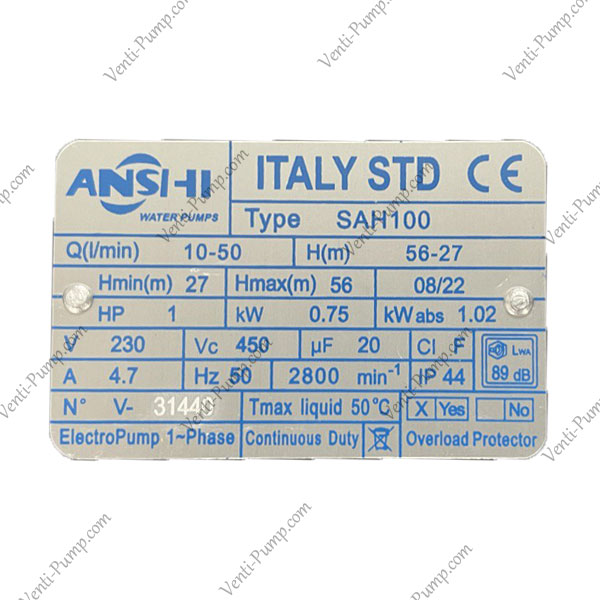 ANSHI
WATER PUMPS
ITALY STD CE
Type SAH100
Q(l/min) 10-50 H(m) 56-27
Hmin(m) 27 Hmax(m) 56 08/22
HP 1 kW 0.75 kW abs 1.02
V 230 Vc 450 µF 20 Cl F LWA
A 4.7 Hz 50 2800 min-1 IP 44 89 dB
N° V- 31449 Tmax liquid 50°C X Yes No
ElectroPump 1~Phase Continuous Duty Overload Protector
Venti-Pump.com